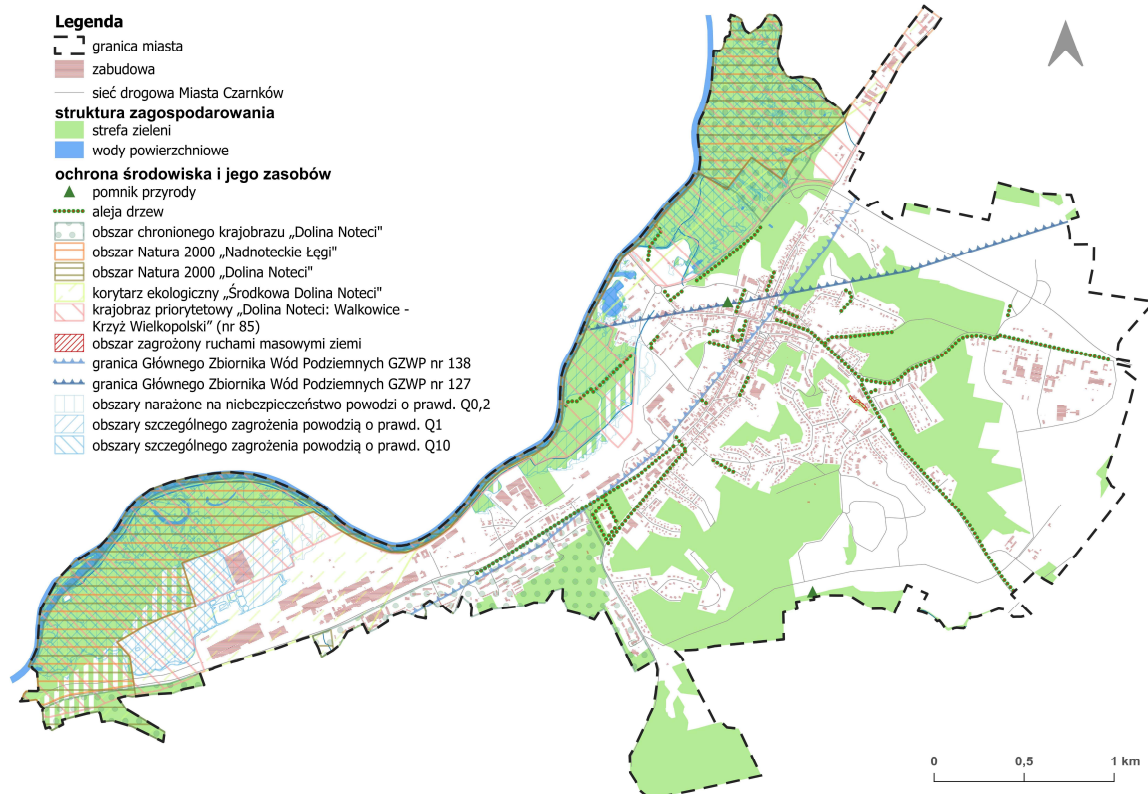 Legenda
granica miasta
zabudowa
sieć drogowa Miasta Czarnków
struktura zagospodarowania
strefa zieleni
wody powierzchniowe
ochrona środowiska i jego zasobów
pomnik przyrody
aleja drzew
obszar chronionego krajobrazu „Dolina Noteci"
obszar Natura 2000 „Nadnoteckie Łęgi"
obszar Natura 2000 „Dolina Noteci"
korytarz ekologiczny „Środkowa Dolina Noteci"
krajobraz priorytetowy „Dolina Noteci: Walkowice -
Krzyż Wielkopolski” (nr 85)
obszar zagrożony ruchami masowymi ziemi
granica Głównego Zbiornika Wód Podziemnych GZWP nr 138
granica Głównego Zbiornika Wód Podziemnych GZWP nr 127
obszary narażone na niebezpieczeństwo powodzi o prawd. Q0,2
obszary szczególnego zagrożenia powodzią o prawd. Q1
obszary szczególnego zagrożenia powodzią o prawd. Q10
0 0,5 1 km